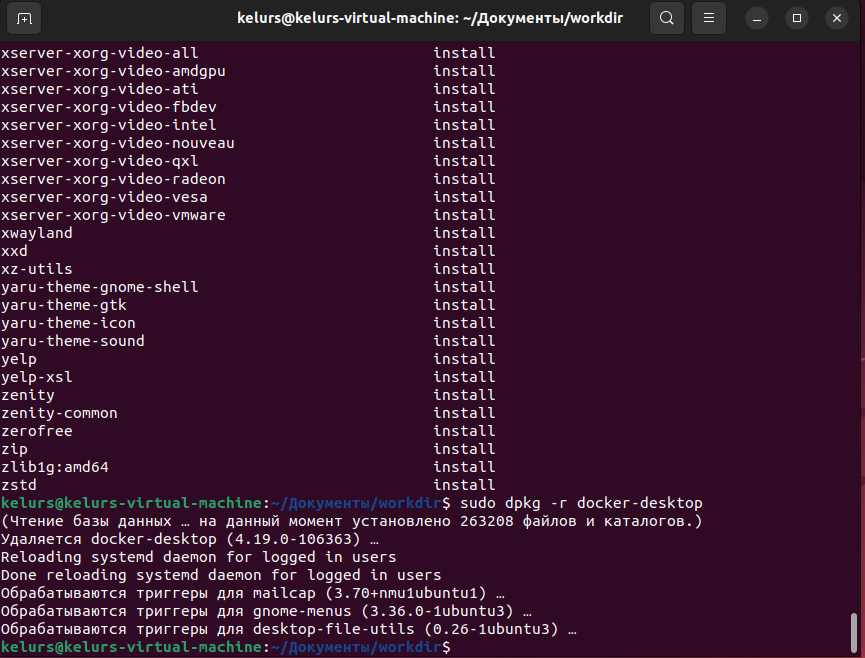 kelurs@kelurs-virtual-machine: ~/Документы/workdir
xserver-xorg-video-all install
xserver-xorg-video-amdgpu install
xserver-xorg-video-ati install
xserver-xorg-video-fbdev install
xserver-xorg-video-intel install
xserver-xorg-video-nouveau install
xserver-xorg-video-qxl install
xserver-xorg-video-radeon install
xserver-xorg-video-vesa install
xserver-xorg-video-vmware install
xwayland install
xxd install
xz-utils install
yaru-theme-gnome-shell install
yaru-theme-gtk install
yaru-theme-icon install
yaru-theme-sound install
yelp install
yelp-xsl install
zenity install
zenity-common install
zerofree install
zip install
zlib1g:amd64 install
zstd install
kelurs@kelurs-virtual-machine:~/Документы/workdir$ sudo dpkg -r docker-desktop
(Чтение базы данных … на данный момент установлено 263208 файлов и каталогов.)
Удаляется docker-desktop (4.19.0-106363) …
Reloading systemd daemon for logged in users
Done reloading systemd daemon for logged in users
Обрабатываются триггеры для mailcap (3.70+nmu1ubuntu1) …
Обрабатываются триггеры для gnome-menus (3.36.0-1ubuntu3) …
Обрабатываются триггеры для desktop-file-utils (0.26-1ubuntu3) …
kelurs@kelurs-virtual-machine:~/Документы/workdir$